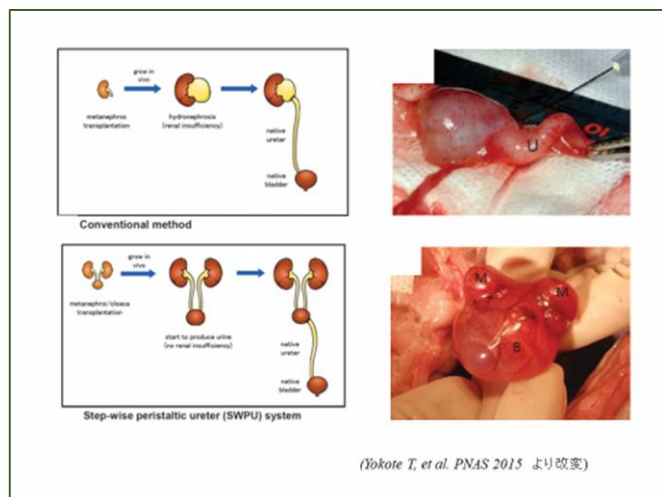 grow in
vivo
metanephros
transplantation
hydronephrosis
(renal insufficiency)
native
ureter
native
bladder
Conventional method
U
grow in
vivo
metanephroi/cloaca
transplantation
start to produce urine
(no renal insufficiency)
native
ureter
native
bladder
Step-wise peristaltic ureter (SWPU) system
M
M
B
(Yokote T, et al. PNAS 2015 より改変)